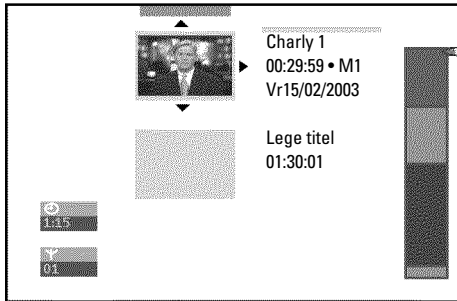 Charly 1
00:29:59 • M1
Vr15/02/2003
Lege titel
01:30:01
1:15
01